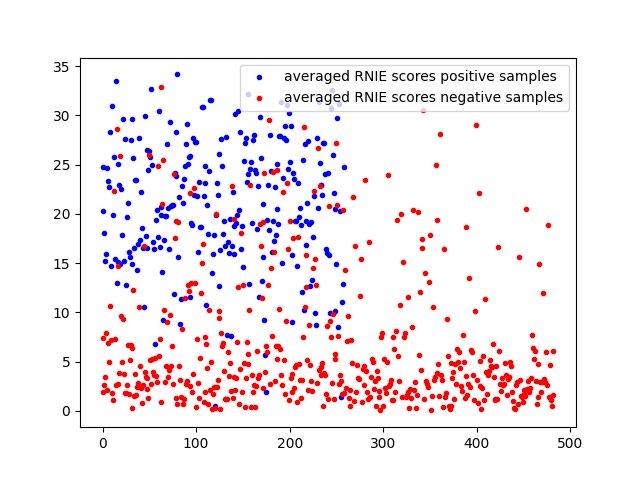 35
30
25
20
15
10
5
0
0 100 200 300 400 500
averaged RNIE scores positive samples
averaged RNIE scores negative samples